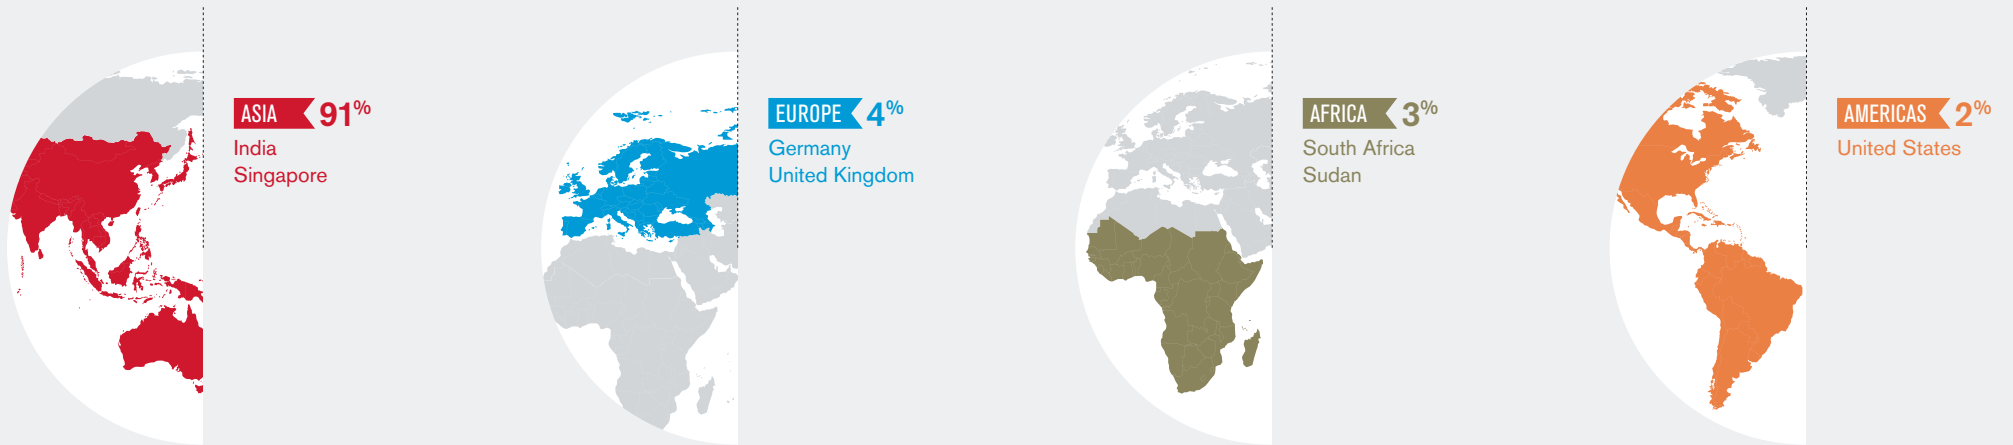 ASIA 91%
India
Singapore
EUROPE 4%
Germany
United Kingdom
AFRICA 3%
South Africa
Sudan
AMERICAS 2%
United States